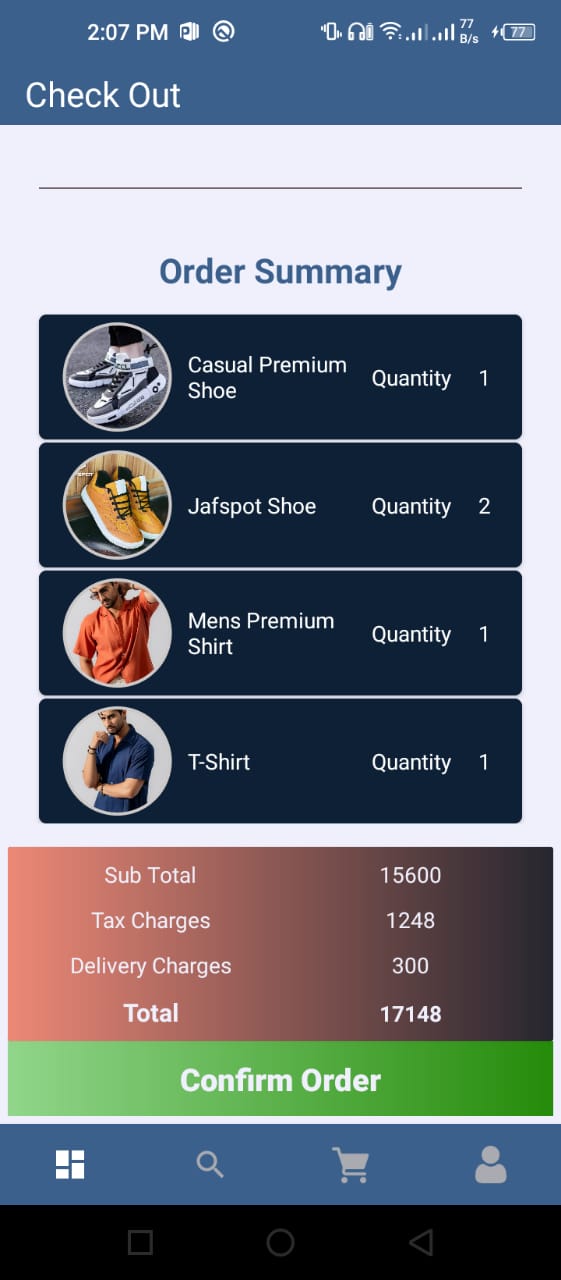 2:07 PM
77
B/s
77
Check Out
Order Summary
Casual Premium
Shoe
Quantity 1
Jafspot Shoe
Quantity 2
Mens Premium
Shirt
Quantity 1
T-Shirt
Quantity 1
Sub Total 15600
Tax Charges 1248
Delivery Charges 300
Total 17148
Confirm Order